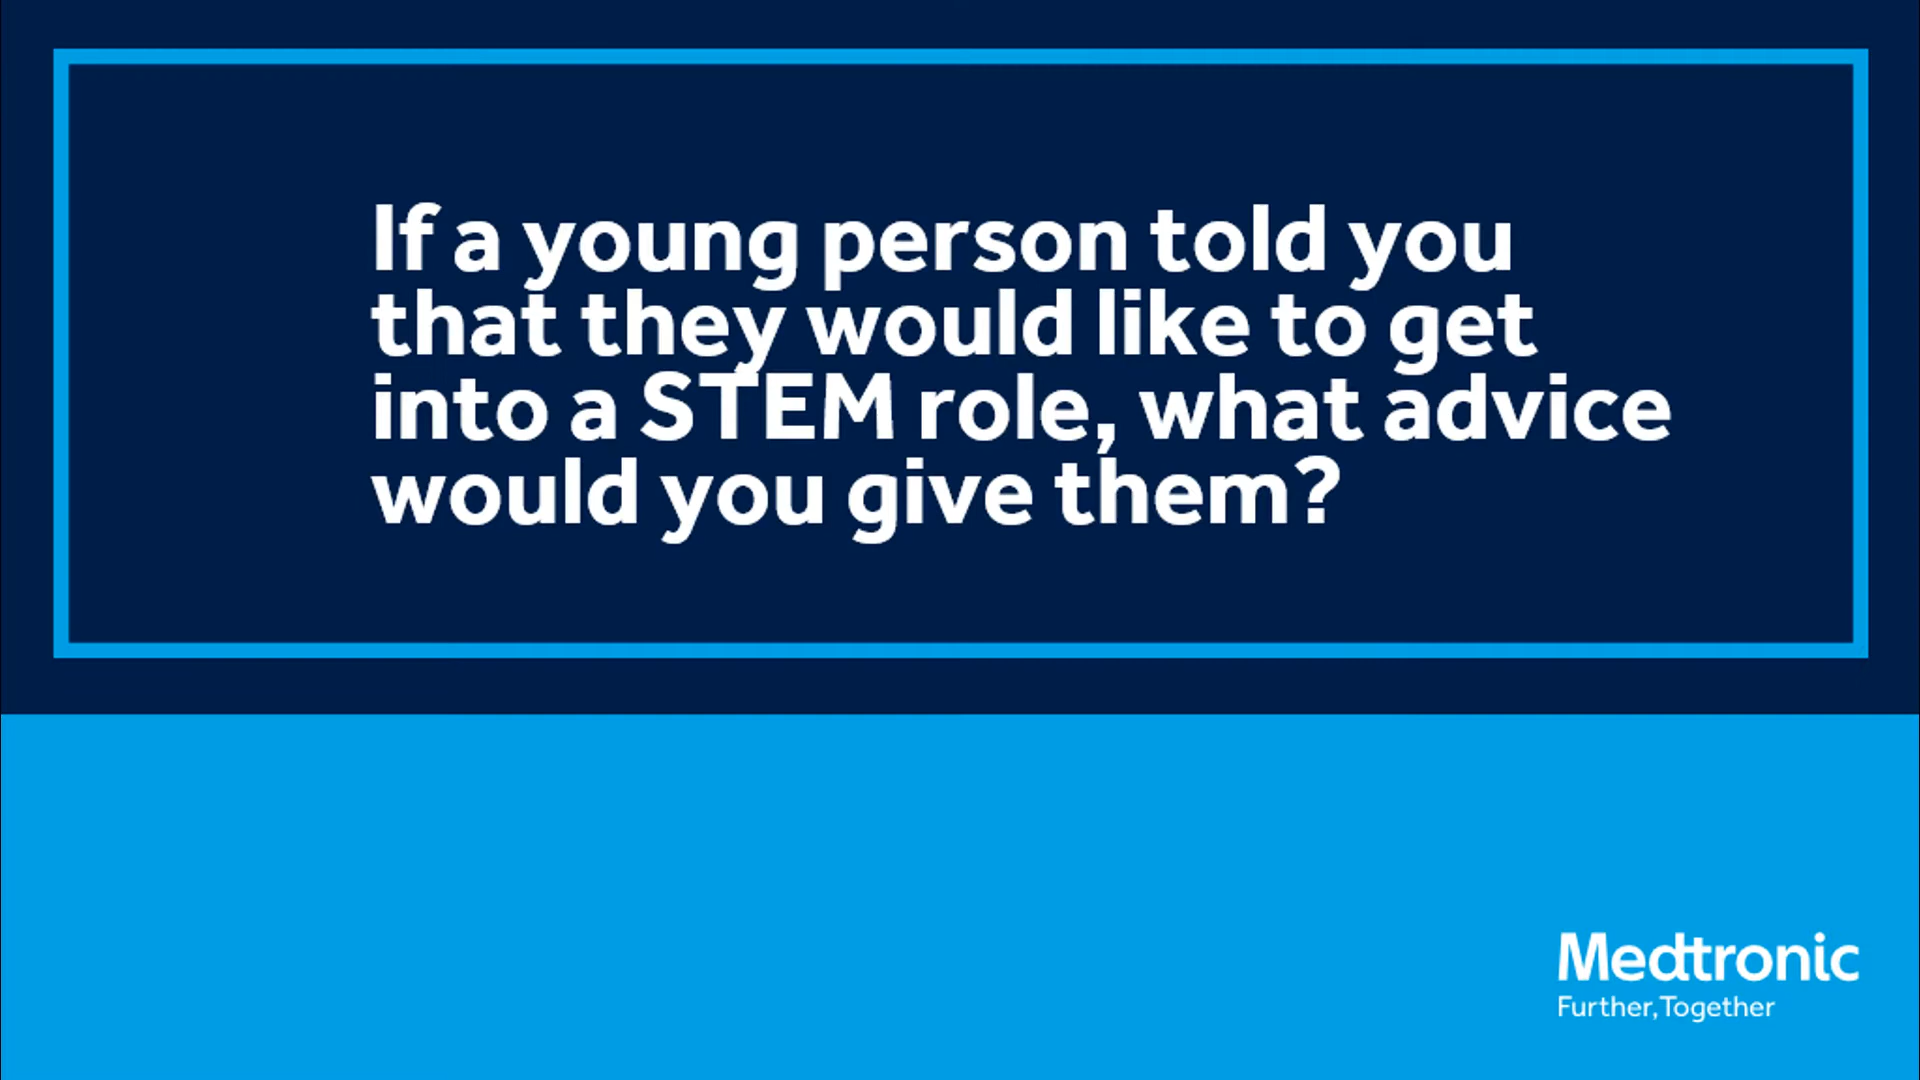 If a young person told you
that they would like to get
into a STEM role, what advice
would you give them?
Medtronic
Further,Together